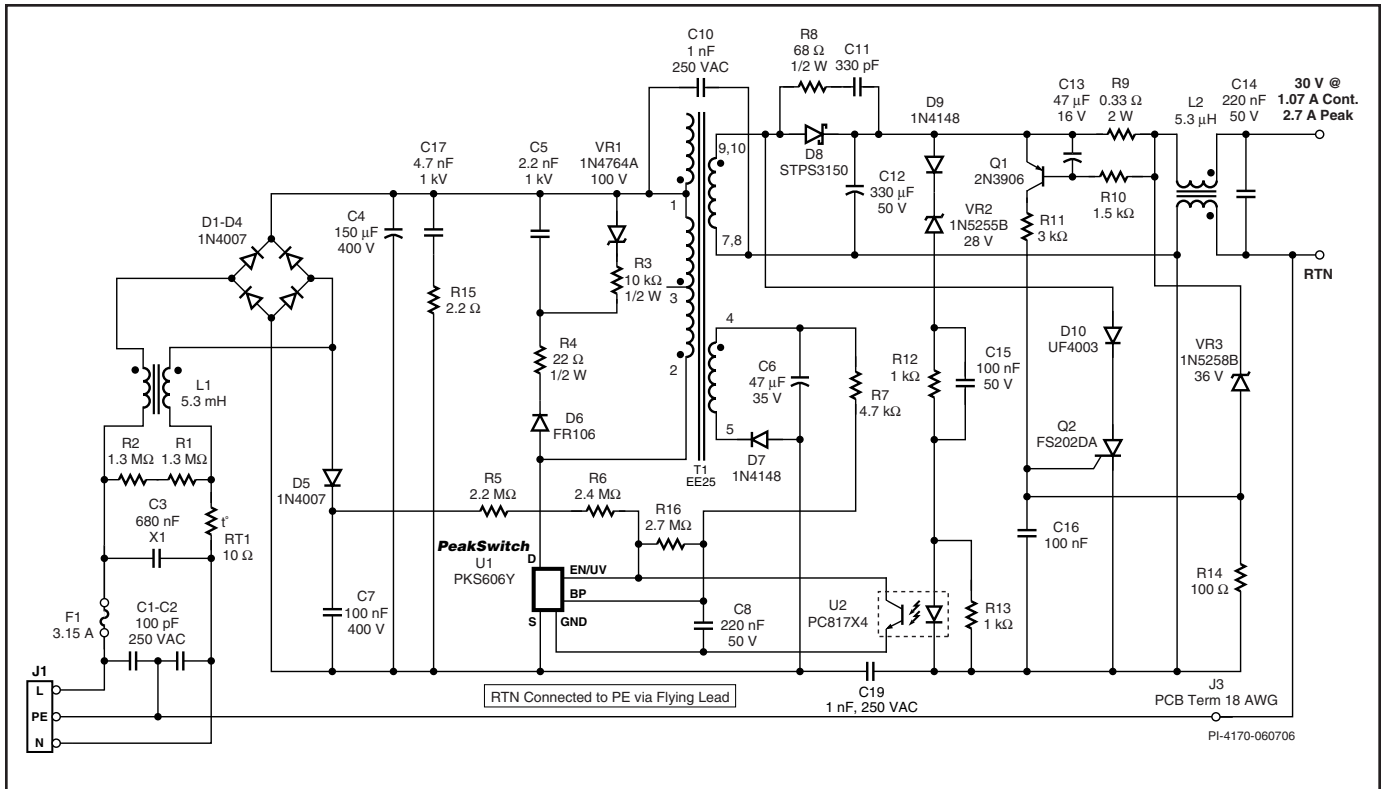 C10
1 nF
250 VAC
R8
68 Ω
1/2 W
C11
330 pF
D9
1N4148
C13
47 μF
16 V
R9
0.33 Ω
2 W
L2
5.3 μH
C14
220 nF
50 V
30 V @
1.07 A Cont.
2.7 A Peak
C17
4.7 nF
1 kV
C5
2.2 nF
1 kV
VR1
1N4764A
100 V
9,10
D8
STPS3150
Q1
2N3906
C12
330 μF
50 V
R10
1.5 kΩ
D1-D4
1N4007
C4
150 μF
400 V
1
VR2
1N5255B
28 V
R11
3 kΩ
7,8
RTN
R3
10 kΩ
1/2 W
R15
2.2 Ω
3
4
D10
UF4003
VR3
1N5258B
36 V
R4
22 Ω
1/2 W
2
C6
47 μF
35 V
R7
4.7 kΩ
R12
1 kΩ
C15
100 nF
50 V
L1
5.3 mH
D6
FR106
5
D7
1N4148
Q2
FS202DA
R2
1.3 MΩ
R1
1.3 MΩ
T1
EE25
D5
1N4007
R5
2.2 MΩ
R6
2.4 MΩ
C3
680 nF
X1
t°
RT1
10 Ω
R16
2.7 MΩ
C16
100 nF
PeakSwitch
U1
PKS606Y
D
EN/UV
BP
S
GND
R14
100 Ω
F1
3.15 A
C1-C2
100 pF
250 VAC
C7
100 nF
400 V
C8
220 nF
50 V
U2
PC817X4
R13
1 kΩ
J1
L
PE
N
RTN Connected to PE via Flying Lead
C19
1 nF, 250 VAC
J3
PCB Term 18 AWG
PI-4170-060706